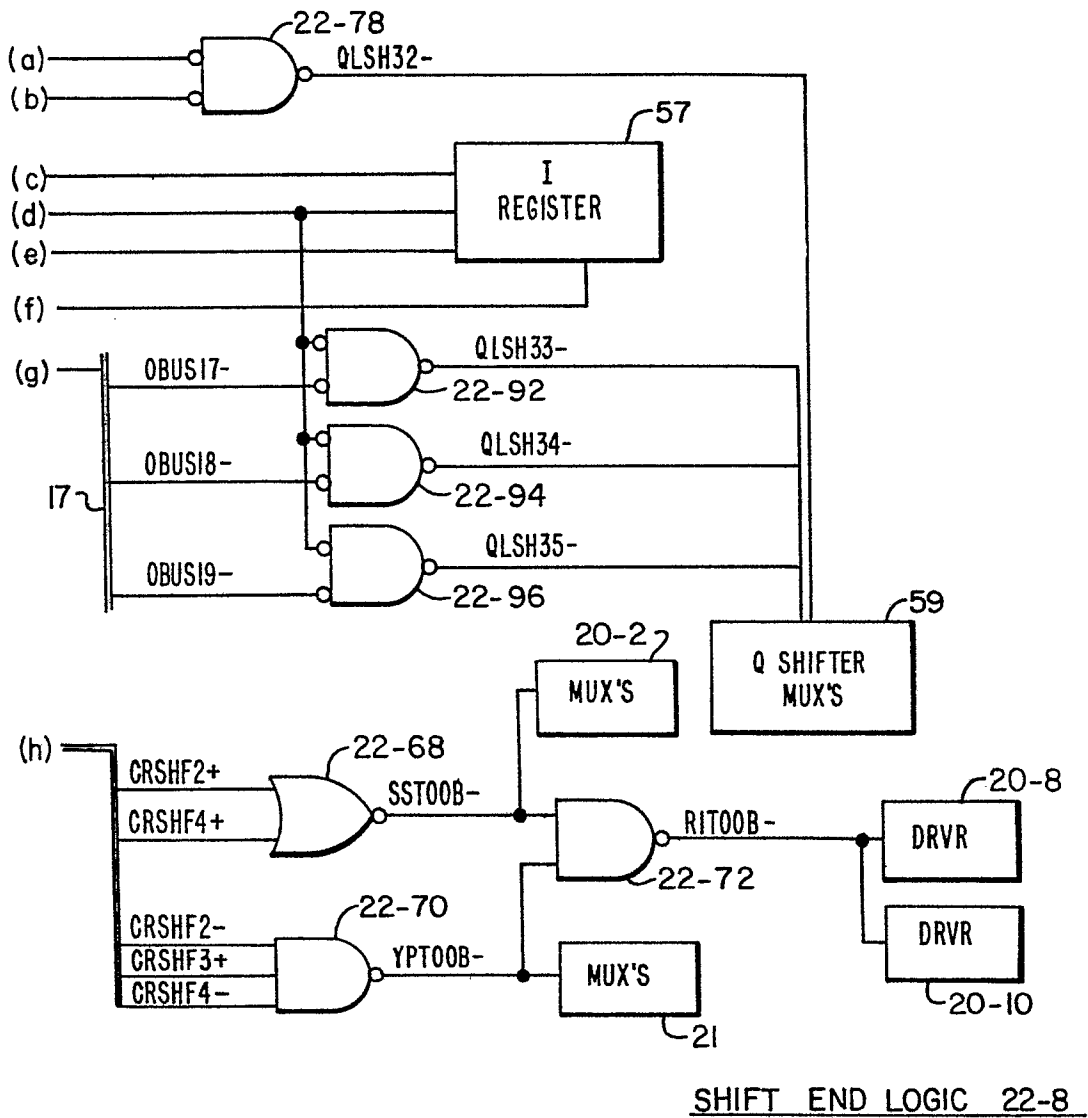 22-78
(a)
QLSH32-
(b)
57
(c)
I
REGISTER
(d)
(e)
(f)
(g)
OBUS17-
QLSH33-
22-92
OBUS18-
QLSH34-
17
22-94
OBUS19-
QLSH35-
22-96
59
20-2
Q SHIFTER
MUX'S
MUX'S
(h)
22-68
CRSHF2+
SST00B-
20-8
CRSHF4+
RIT00B-
DRVR
22-72
22-70
CRSHF2-
CRSHF3+
YPT00B-
MUX'S
DRVR
CRSHF4-
20-10
21
SHIFT END LOGIC 22-8